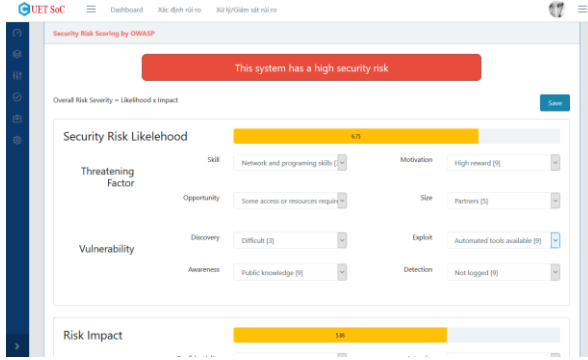 UET SoC
Dashboard Xác định rủi ro Xử lý/Giám sát rủi ro
Security Risk Scoring by OWASP
This system has a high security risk
Overall Risk Severity = Likelihood x Impact
Save
Security Risk Likelehood 6.75
Threatening Factor
Skill Network and programing skills [
Motivation High reward [9]
Opportunity Some access or resources require
Size Partners [5]
Vulnerability
Discovery Difficult [3]
Exploit Automated tools available [9]
Awareness Public knowledge [9]
Detection Not logged [9]
Risk Impact